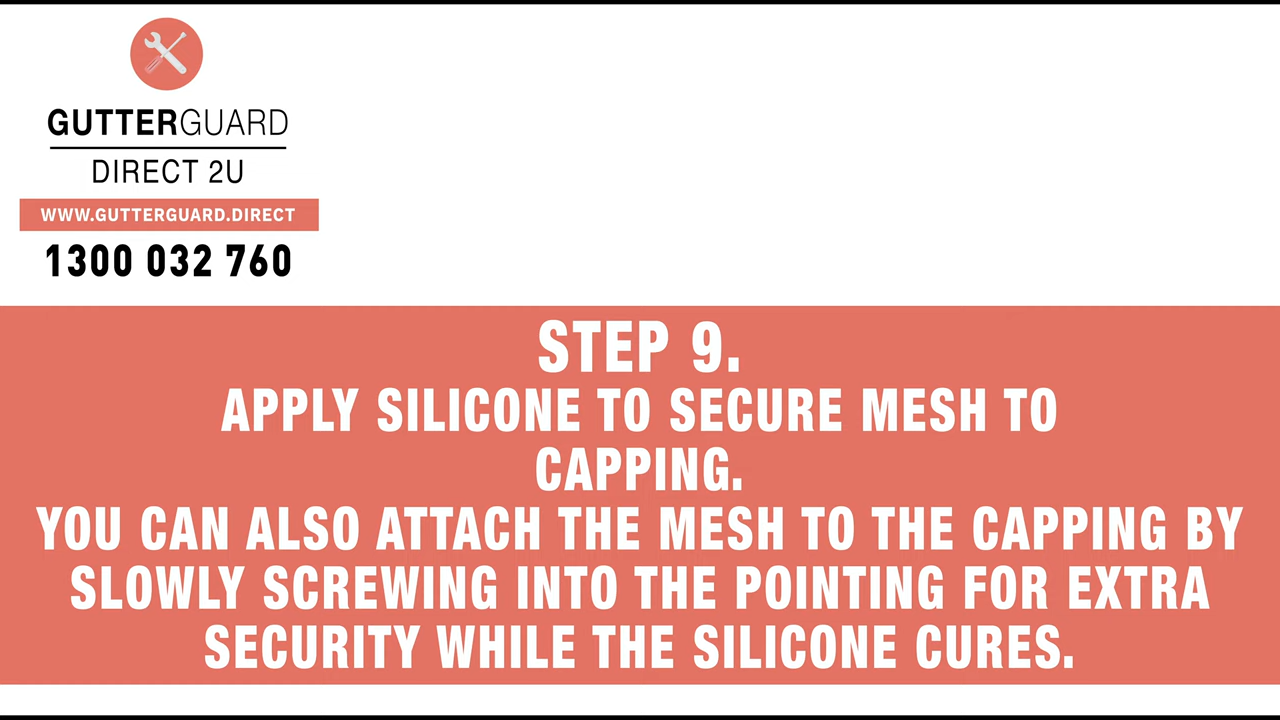 GUTTERGUARD
DIRECT 2U
WWW.GUTTERGUARD.DIRECT
1300 032 760
STEP 9.
APPLY SILICONE TO SECURE MESH TO
CAPPING.
YOU CAN ALSO ATTACH THE MESH TO THE CAPPING BY
SLOWLY SCREWING INTO THE POINTING FOR EXTRA
SECURITY WHILE THE SILICONE CURES.